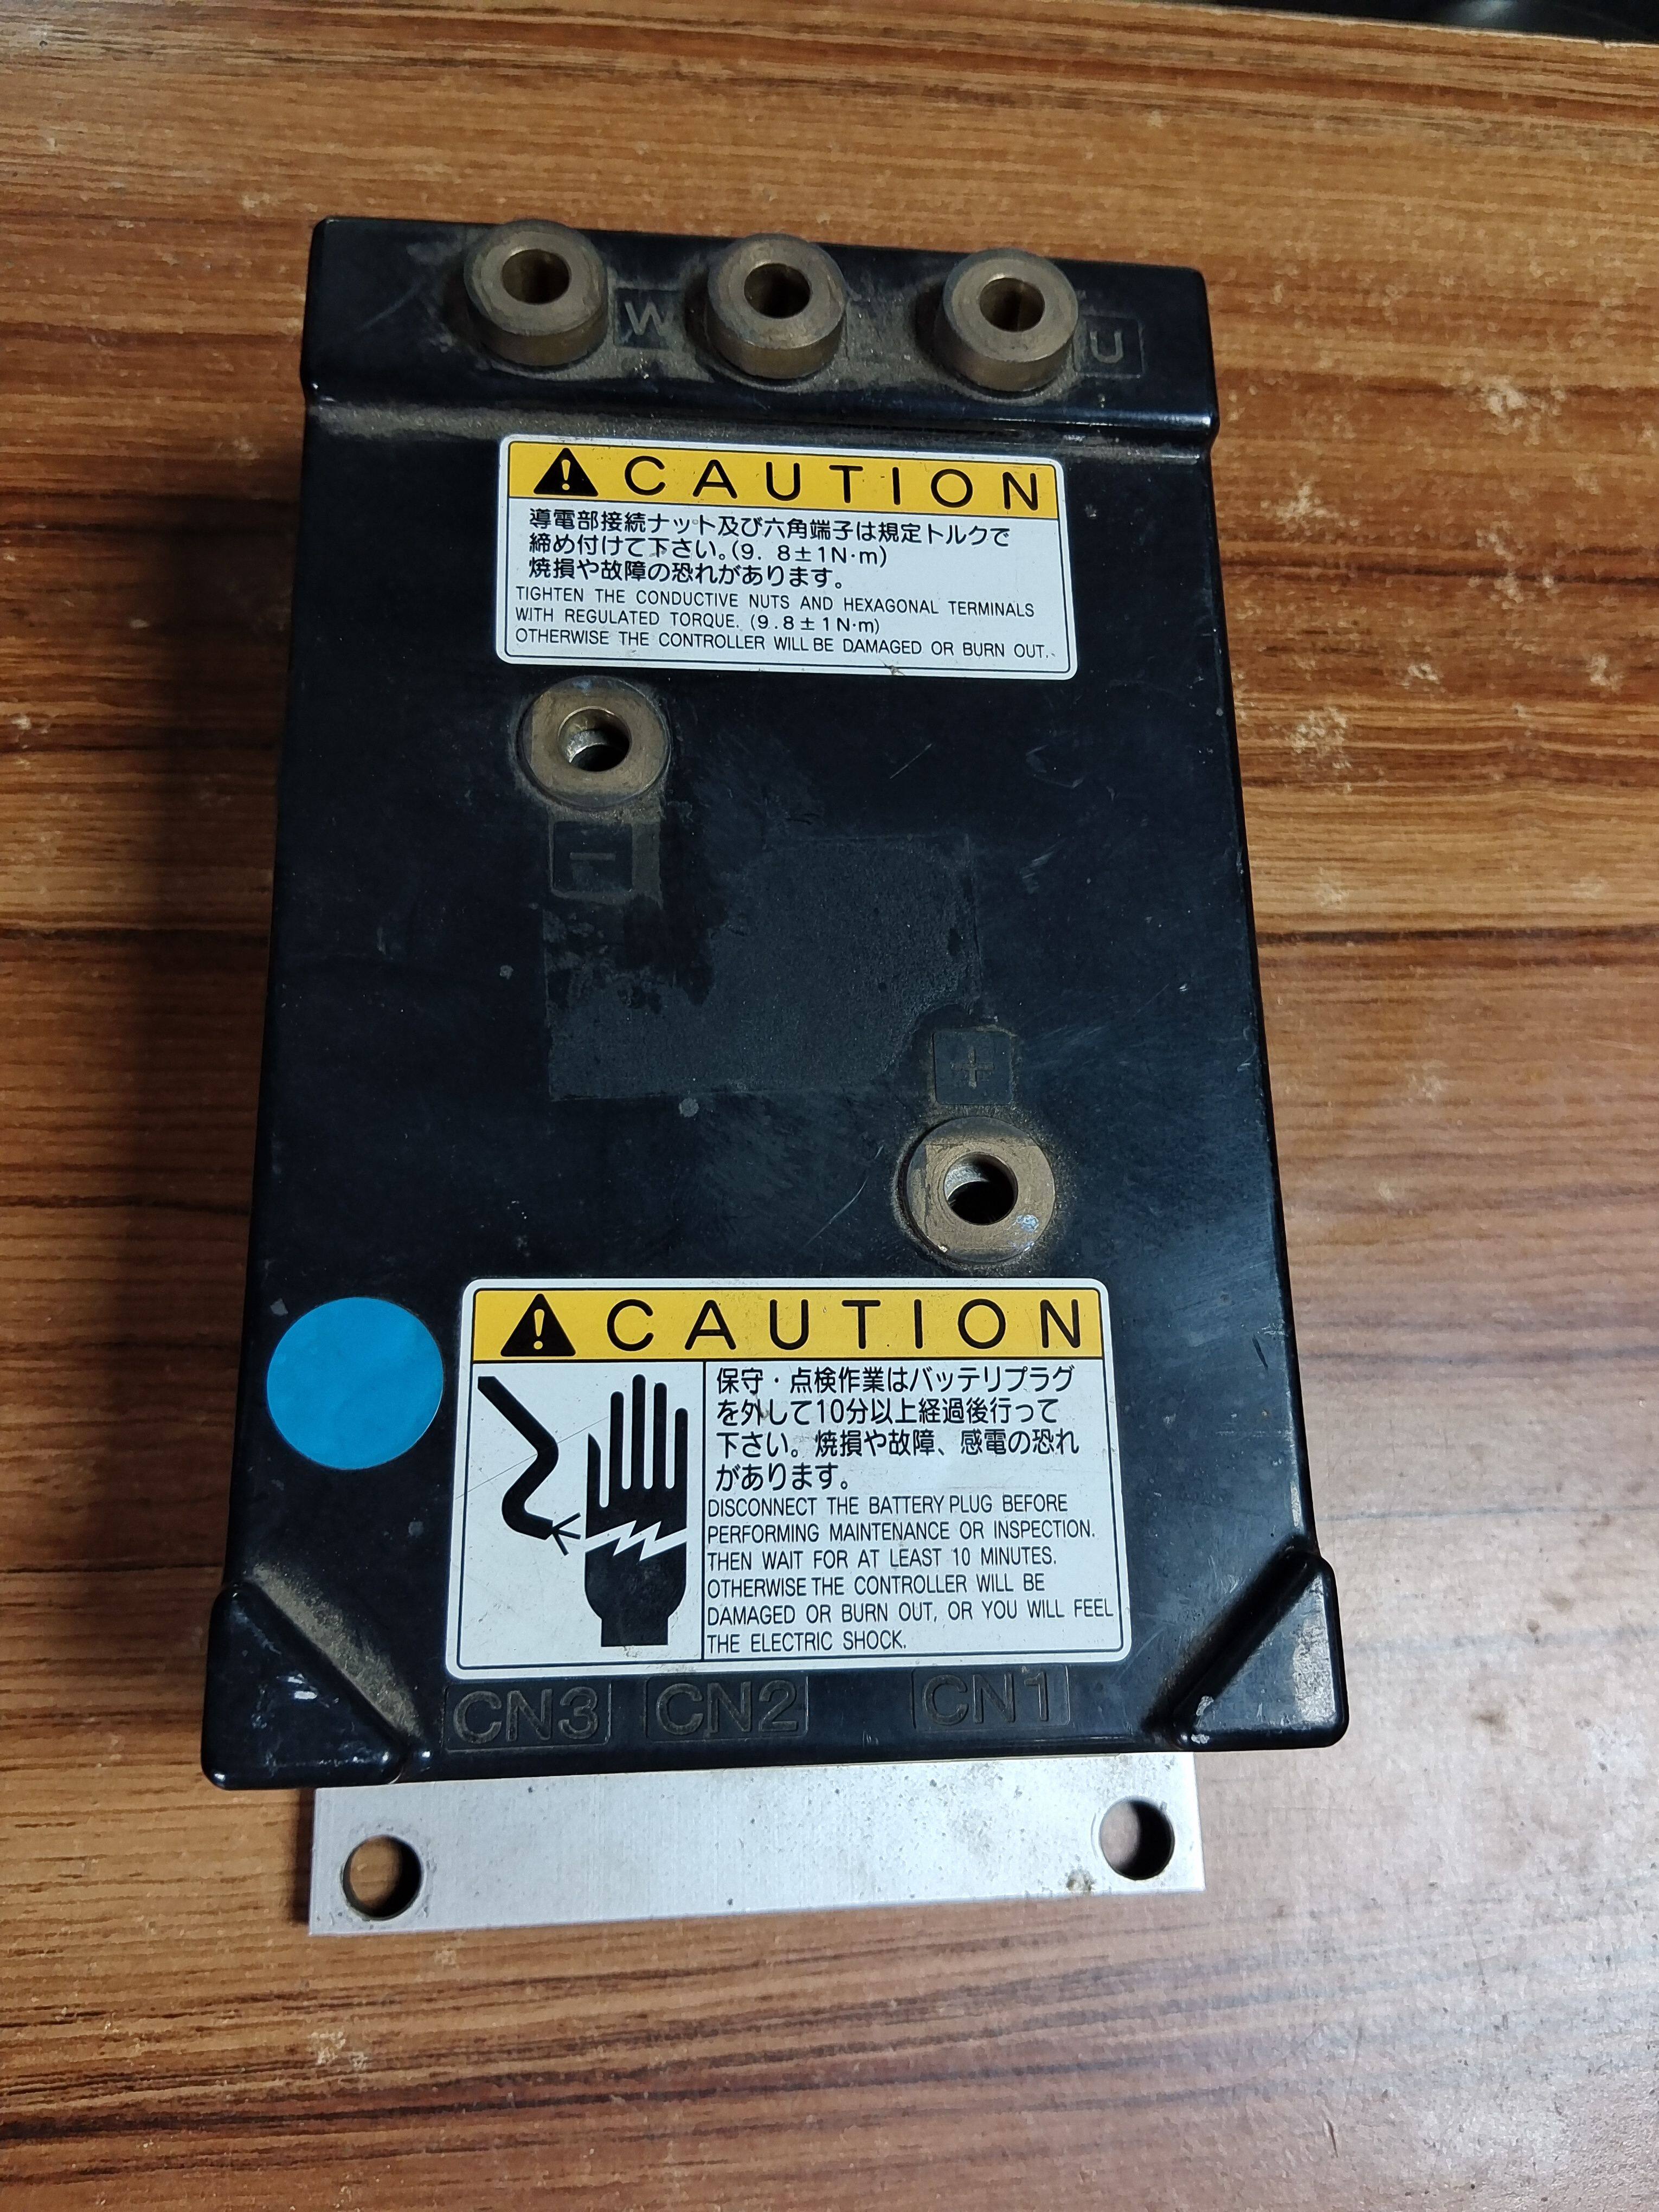 W U
CAUTION
導電部接続ナット及び六角端子は規定トルクで
締め付けて下さい。(9.8±1N·m)
焼損や故障の恐れがあります。
TIGHTEN THE CONDUCTIVE NUTS AND HEXAGONAL TERMINALS
WITH REGULATED TORQUE. (9.8±1N·m)
OTHERWISE THE CONTROLLER WILL BE DAMAGED OR BURN OUT.
−
+
CAUTION
保守・点検作業はバッテリプラグ
を外して10分以上経過後行って
下さい。焼損や故障、感電の恐れ
があります。
DISCONNECT THE BATTERY PLUG BEFORE
PERFORMING MAINTENANCE OR INSPECTION.
THEN WAIT FOR AT LEAST 10 MINUTES.
OTHERWISE THE CONTROLLER WILL BE
DAMAGED OR BURN OUT, OR YOU WILL FEEL
THE ELECTRIC SHOCK.
CN3 CN2 CN1